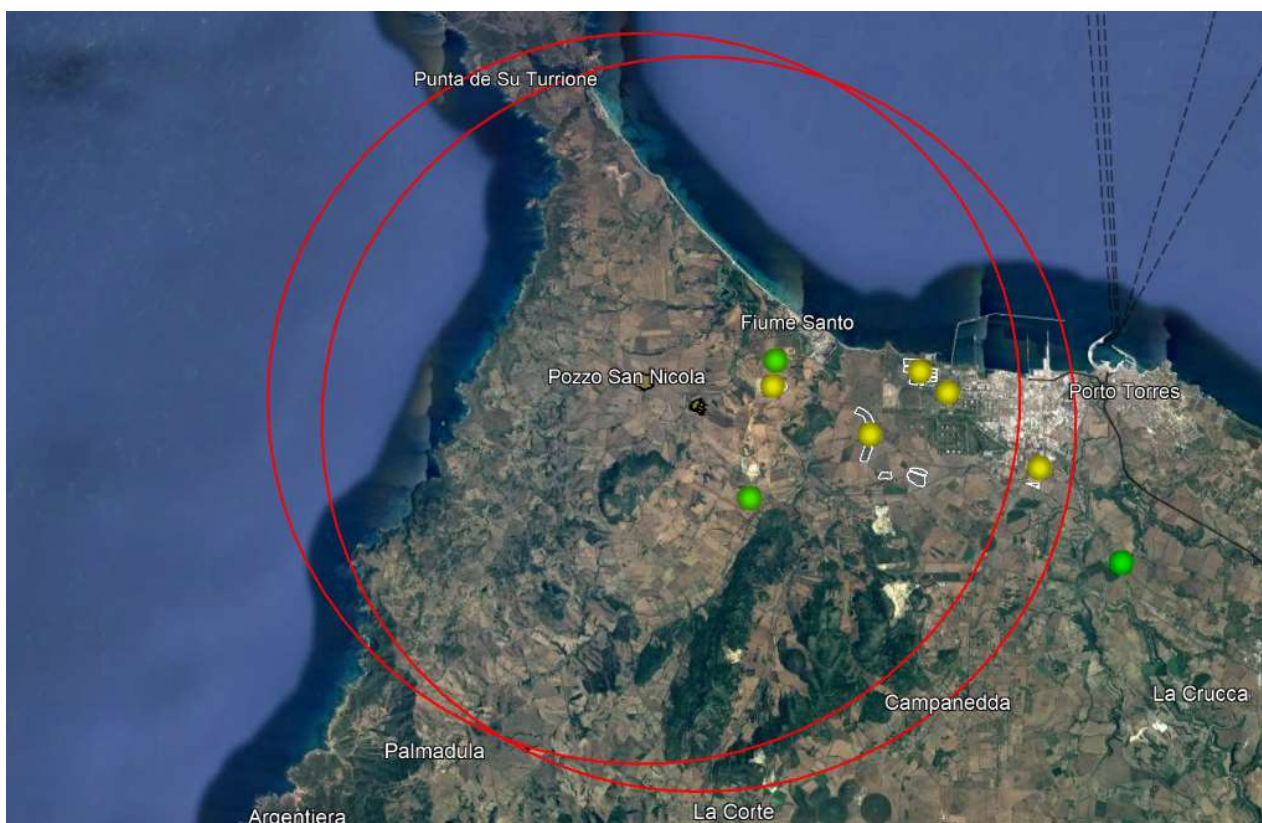 Punta de Su Turrione
Fiume Santo
Pozzo San Nicola
Porto Torres
Campanedda
La Crucca
Palmadula
La Corte
Argentiera